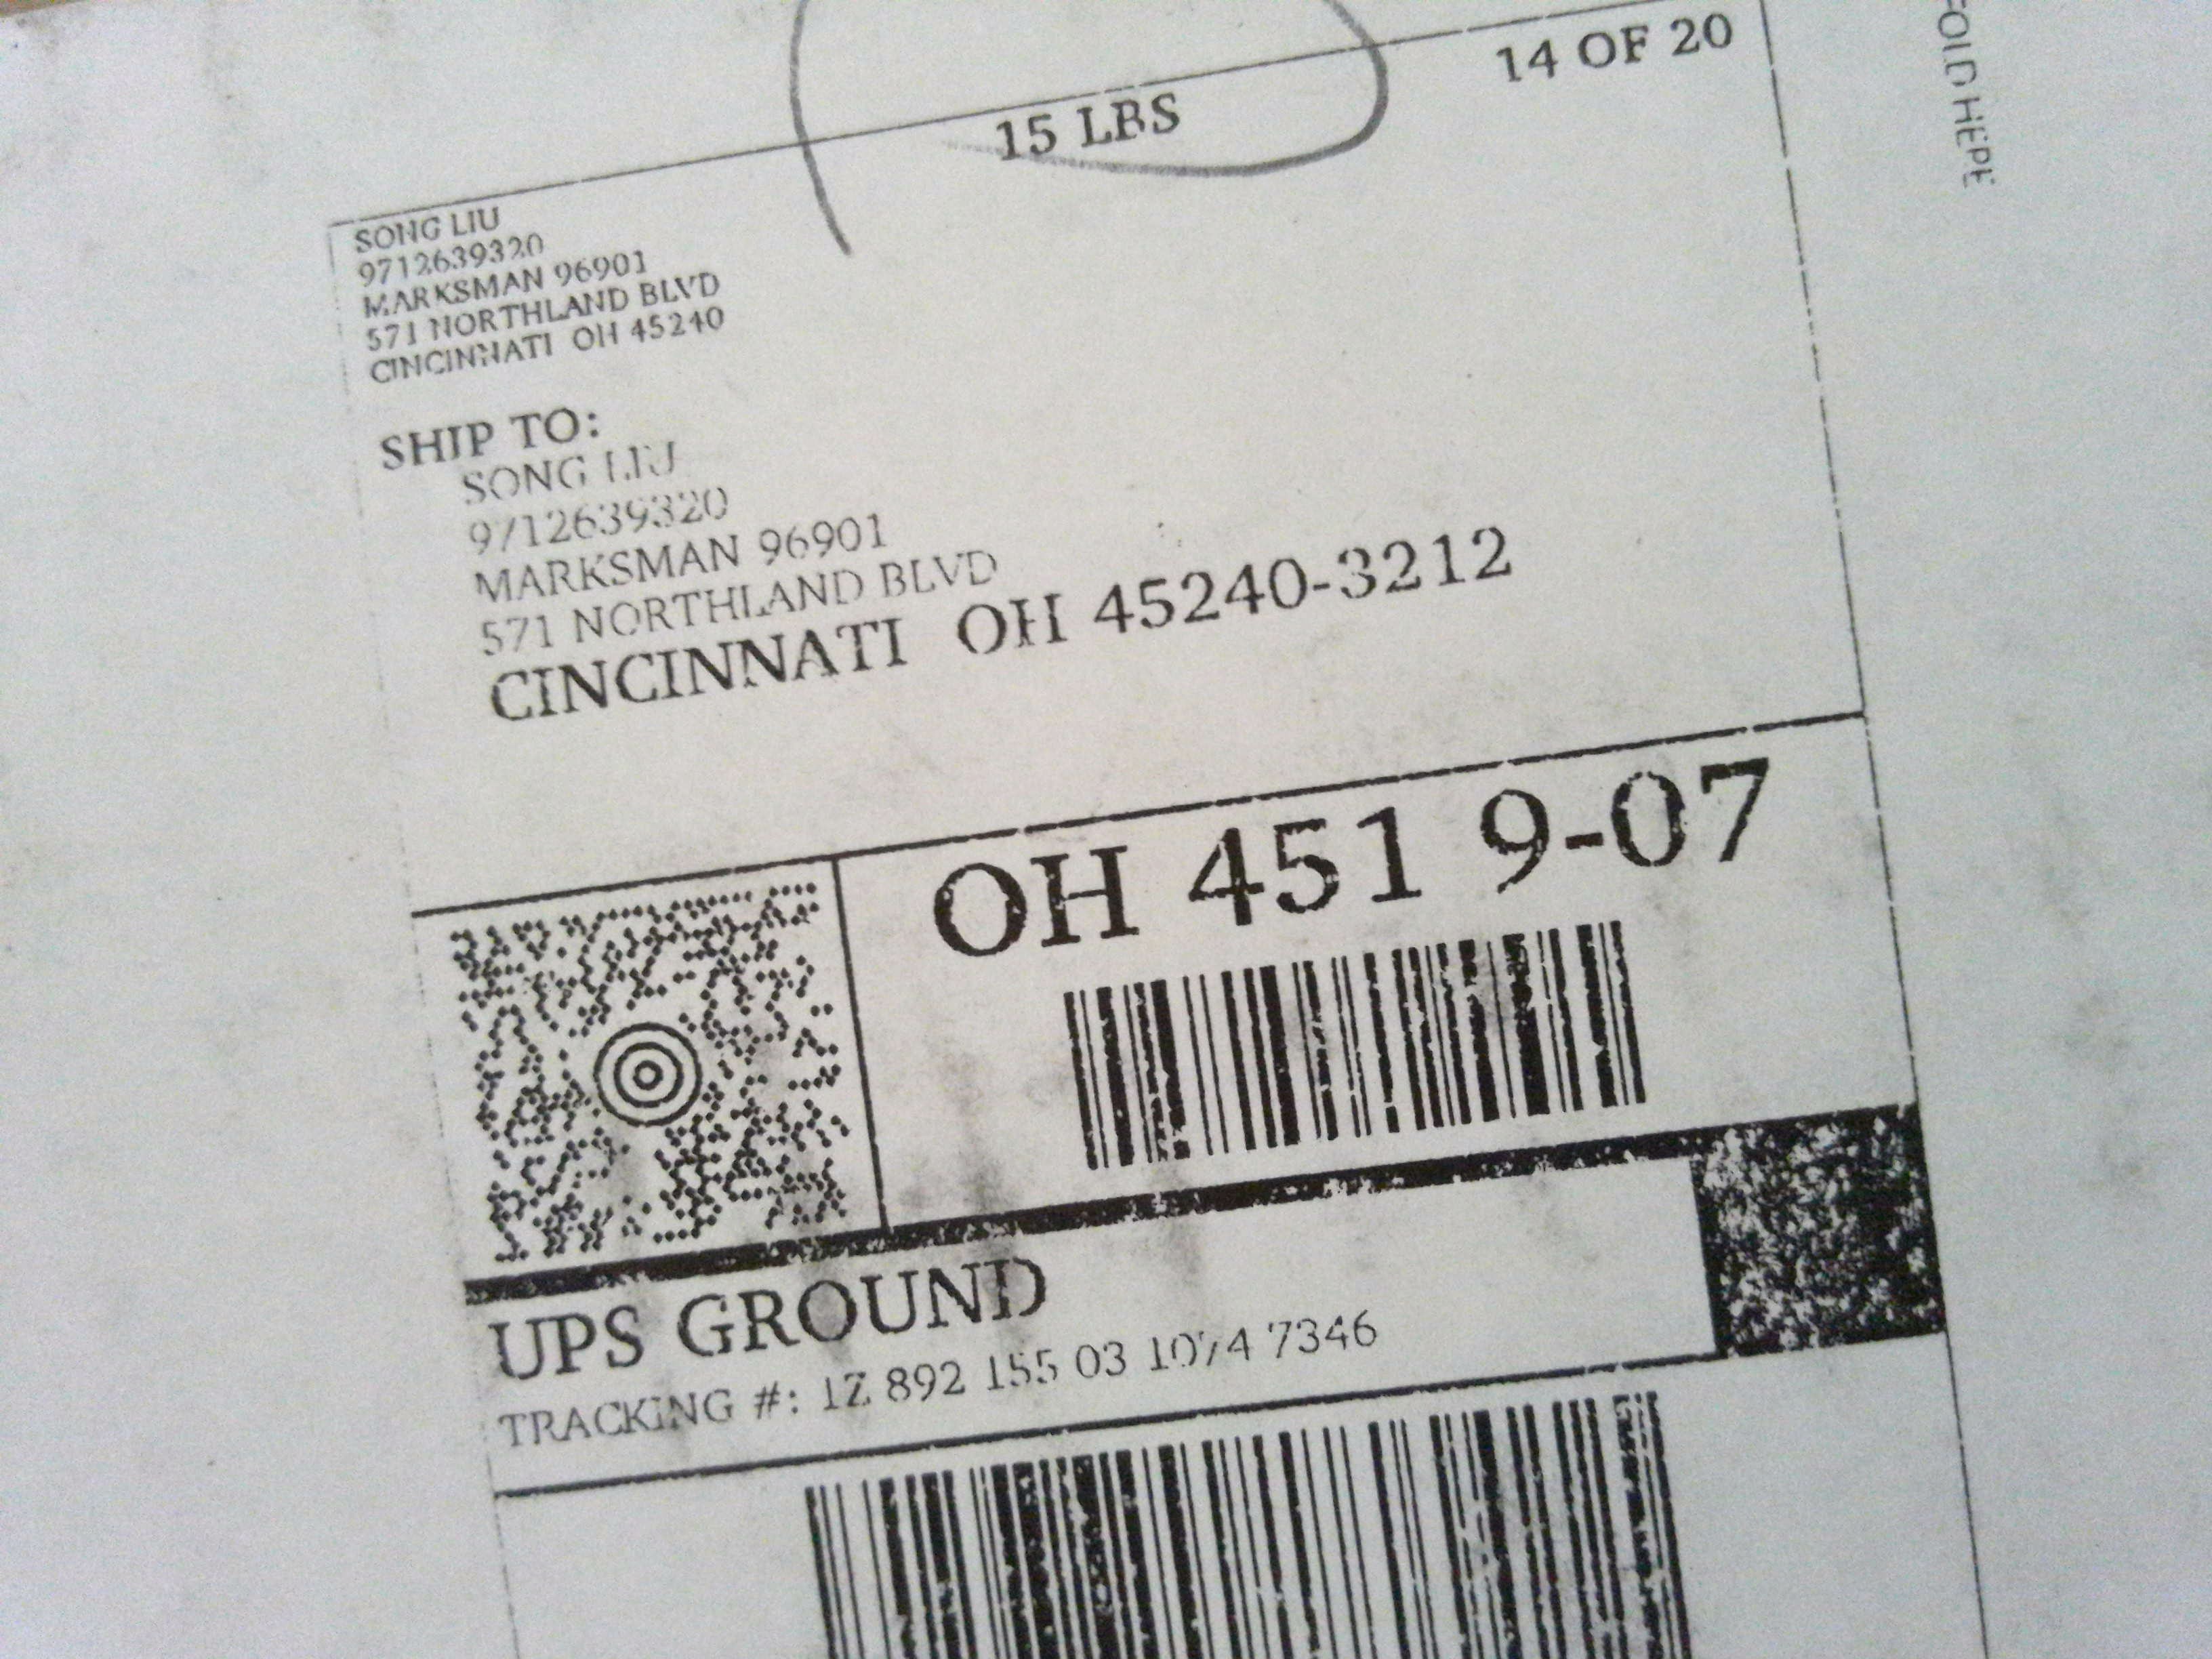 14 OF 20
15 LBS
FOLD HERE
SONG LIU
9712639320
MARKSMAN 96901
571 NORTHLAND BLVD
CINCINNATI OH 45240
SHIP TO:
SONG LIU
9712639320
MARKSMAN 96901
571 NORTHLAND BLVD
CINCINNATI OH 45240-3212
OH 451 9-07
UPS GROUND
TRACKING #: 1Z 892 155 03 1074 7346